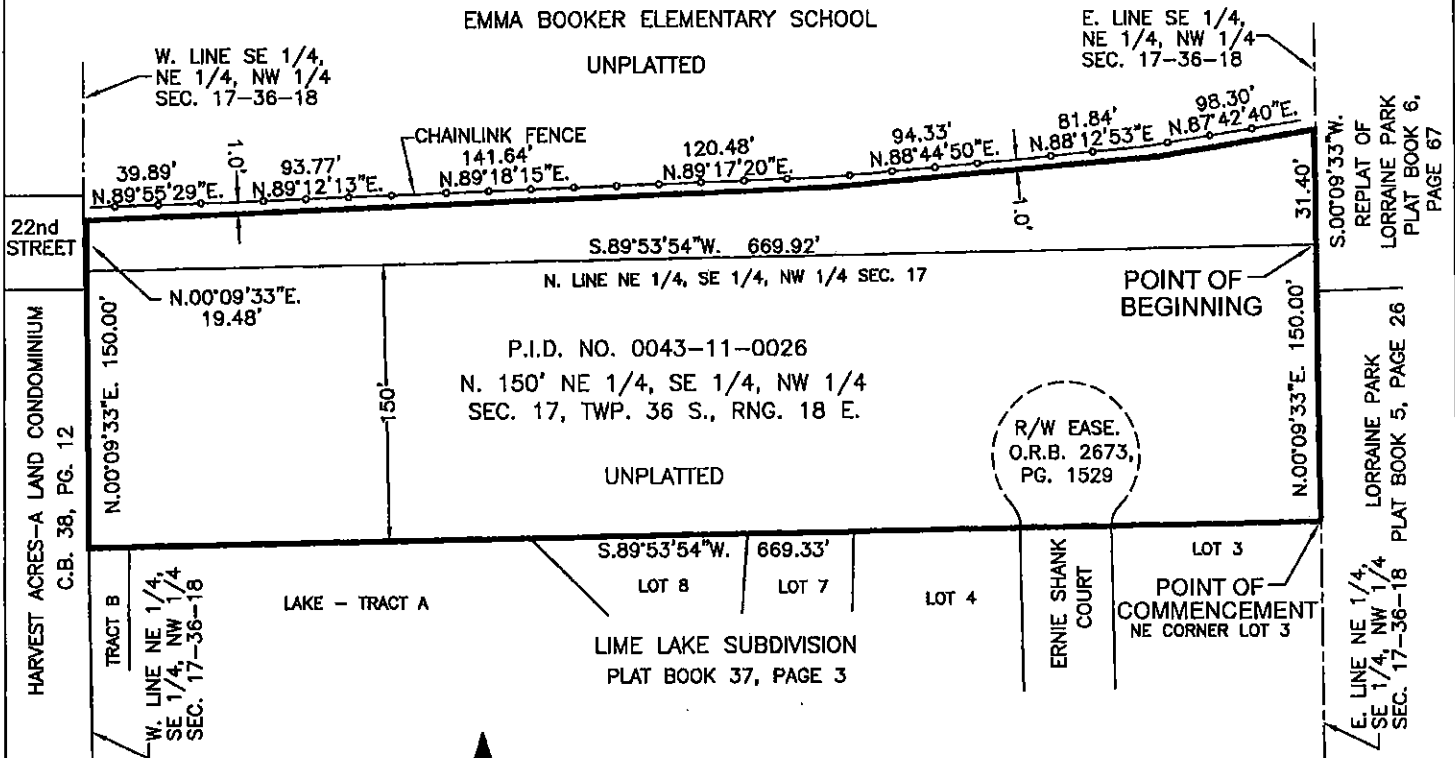 EMMA BOOKER ELEMENTARY SCHOOL
UNPLATTED
W. LINE SE 1/4,
NE 1/4, NW 1/4
SEC. 17-36-18
E. LINE SE 1/4,
NE 1/4, NW 1/4
SEC. 17-36-18
CHAINLINK FENCE
39.89'
N.89°55'29"E.
1.0'
93.77'
N.89°12'13"E.
141.64'
N.89°18'15"E.
120.48'
N.89°17'20"E.
94.33'
N.88°44'50"E.
81.84'
N.88°12'53"E
98.30'
N.87°42'40"E.
1.0'
31.40'
S.00°09'33"W.
REPLAT OF
LORRAINE PARK
PLAT BOOK 6,
PAGE 67
22nd
STREET
S.89°53'54"W. 669.92'
N. LINE NE 1/4, SE 1/4, NW 1/4 SEC. 17
N.00°09'33"E.
19.48'
POINT OF
BEGINNING
HARVEST ACRES-A LAND CONDOMINIUM
C.B. 38, PG. 12
N.00°09'33"E. 150.00'
150'
P.I.D. NO. 0043-11-0026
N. 150' NE 1/4, SE 1/4, NW 1/4
SEC. 17, TWP. 36 S., RNG. 18 E.
UNPLATTED
R/W EASE.
O.R.B. 2673,
PG. 1529
N.00°09'33"E. 150.00'
LORRAINE PARK
PLAT BOOK 5, PAGE 26
S.89°53'54"W. 669.33'
TRACT B
LAKE - TRACT A
LOT 8
LOT 7
LOT 4
ERNIE SHANK
COURT
LOT 3
POINT OF
COMMENCEMENT
NE CORNER LOT 3
LIME LAKE SUBDIVISION
PLAT BOOK 37, PAGE 3
W. LINE NE 1/4,
SE 1/4, NW 1/4
SEC. 17-36-18
E. LINE NE 1/4,
SE 1/4, NW 1/4
SEC. 17-36-18